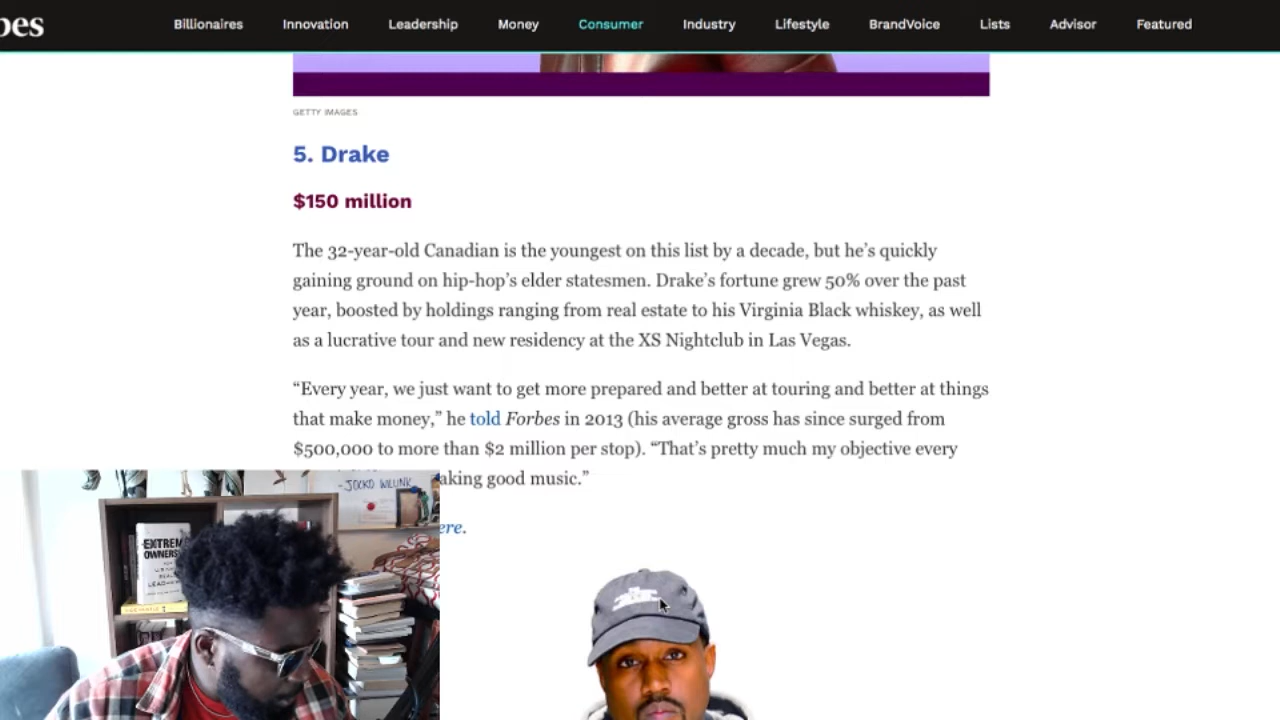 bes Billionaires Innovation Leadership Money Consumer Industry Lifestyle BrandVoice Lists Advisor Featured
GETTY IMAGES
5. Drake
$150 million
The 32-year-old Canadian is the youngest on this list by a decade, but he’s quickly
gaining ground on hip-hop’s elder statesmen. Drake’s fortune grew 50% over the past
year, boosted by holdings ranging from real estate to his Virginia Black whiskey, as well
as a lucrative tour and new residency at the XS Nightclub in Las Vegas.
“Every year, we just want to get more prepared and better at touring and better at things
that make money,” he told Forbes in 2013 (his average gross has since surged from
$500,000 to more than $2 million per stop). “That’s pretty much my objective every
aking good music.”
ere.
-JOCKO WILLINK
EXTREM
OWNERS